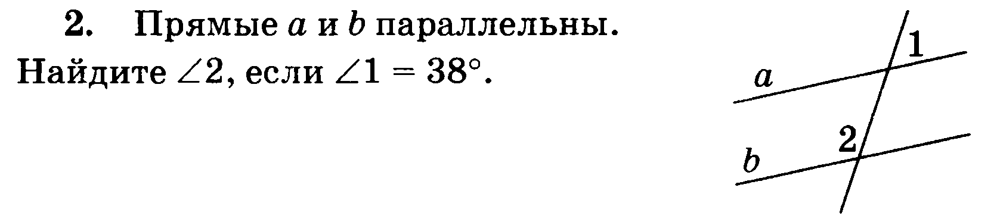 2. Прямые a и b параллельны.
Найдите ∠2, если ∠1 = 38°.
1
a
2
b